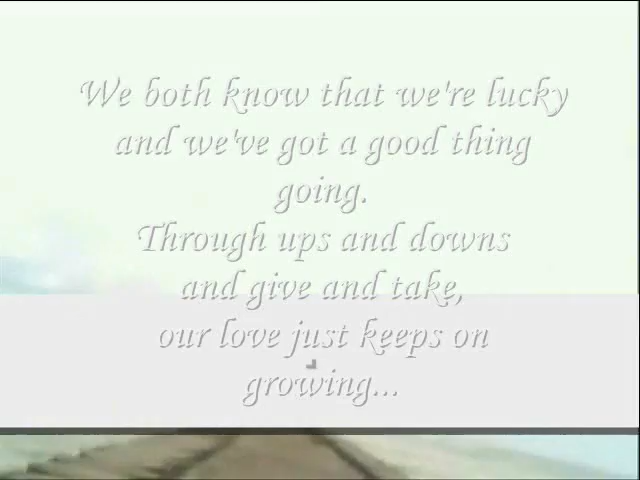 We both know that we're lucky
and we've got a good thing
going.
Through ups and downs
and give and take,
our love just keeps on
growing...